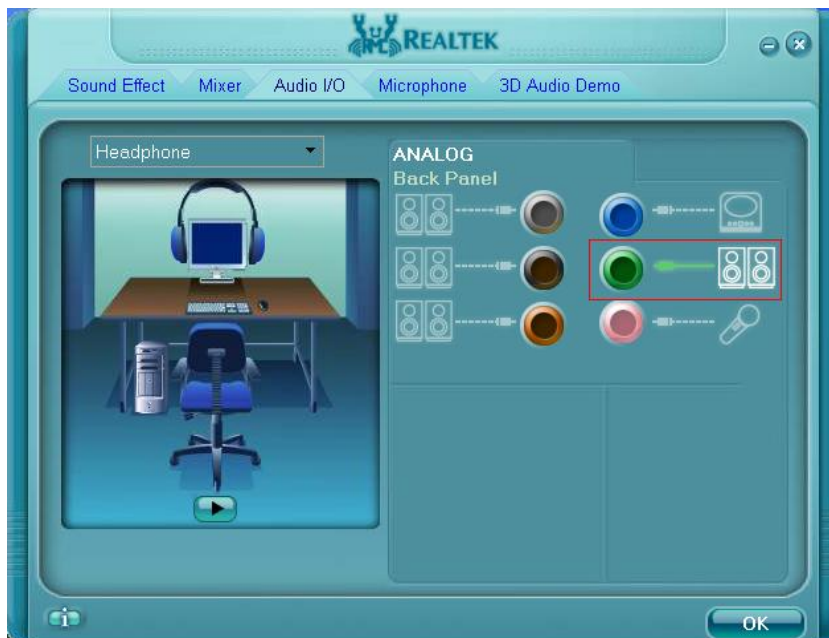 REALTEK
Sound Effect Mixer Audio I/O Microphone 3D Audio Demo
Headphone
ANALOG
Back Panel
OK